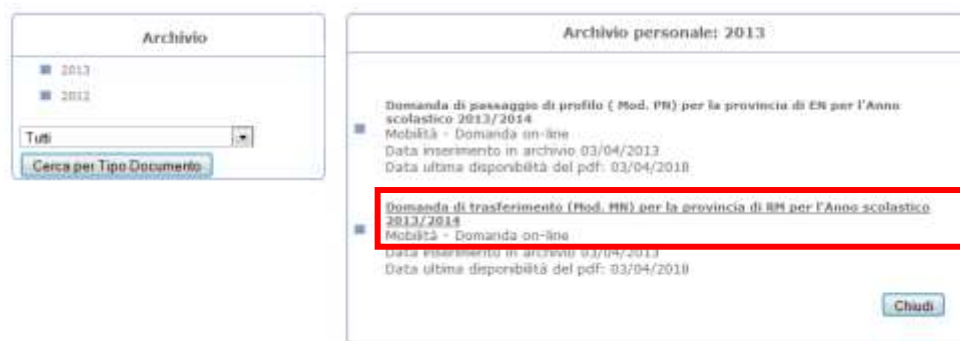 Archivio
2013
2012
Tutti
Cerca per Tipo Documento
Archivio personale: 2013
Domanda di passaggio di profilo ( Mod. PN) per la provincia di EN per l'Anno
scolastico 2013/2014
Mobilità - Domanda on-line
Data inserimento in archivio 03/04/2013
Data ultima disponibilità del pdf: 03/04/2018
Domanda di trasferimento (Mod. MN) per la provincia di RM per l'Anno scolastico
2013/2014
Mobilità - Domanda on-line
Data inserimento in archivio 03/04/2013
Data ultima disponibilità del pdf: 03/04/2018
Chiudi